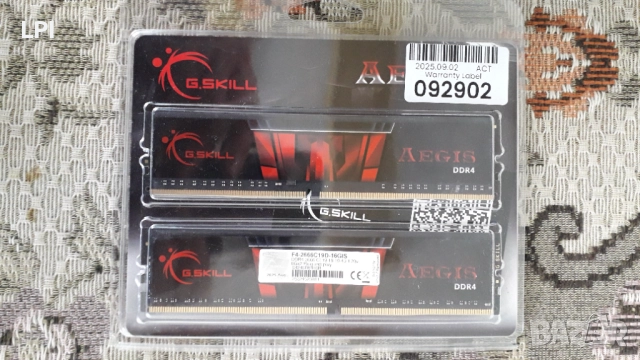 LPI
G.SKILL
AEGIS
2025.09.02 ACT
Warranty Label
092902
G.SKILL
AEGIS
DDR4
G.SKILL
G.SKILL
F4-2666C19D-16GIS
AEGIS
DDR4